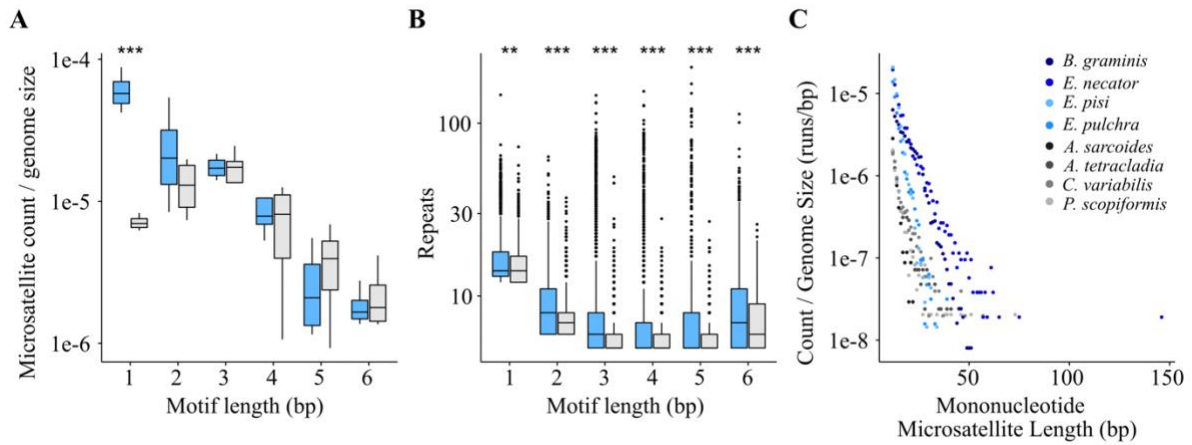 A
Microsatellite count / genome size
1e-4
1e-5
1e-6
***
1 2 3 4 5 6
Motif length (bp)
B
Repeats
100
30
10
** *** *** *** *** ***
1 2 3 4 5 6
Motif length (bp)
C
Count / Genome Size (runs/bp)
1e-5
1e-6
1e-7
1e-8
B. graminis
E. necator
E. pisi
E. pulchra
A. sarcoides
A. tetracladia
C. variabilis
P. scopiformis
50 100 150
Mononucleotide
Microsatellite Length (bp)